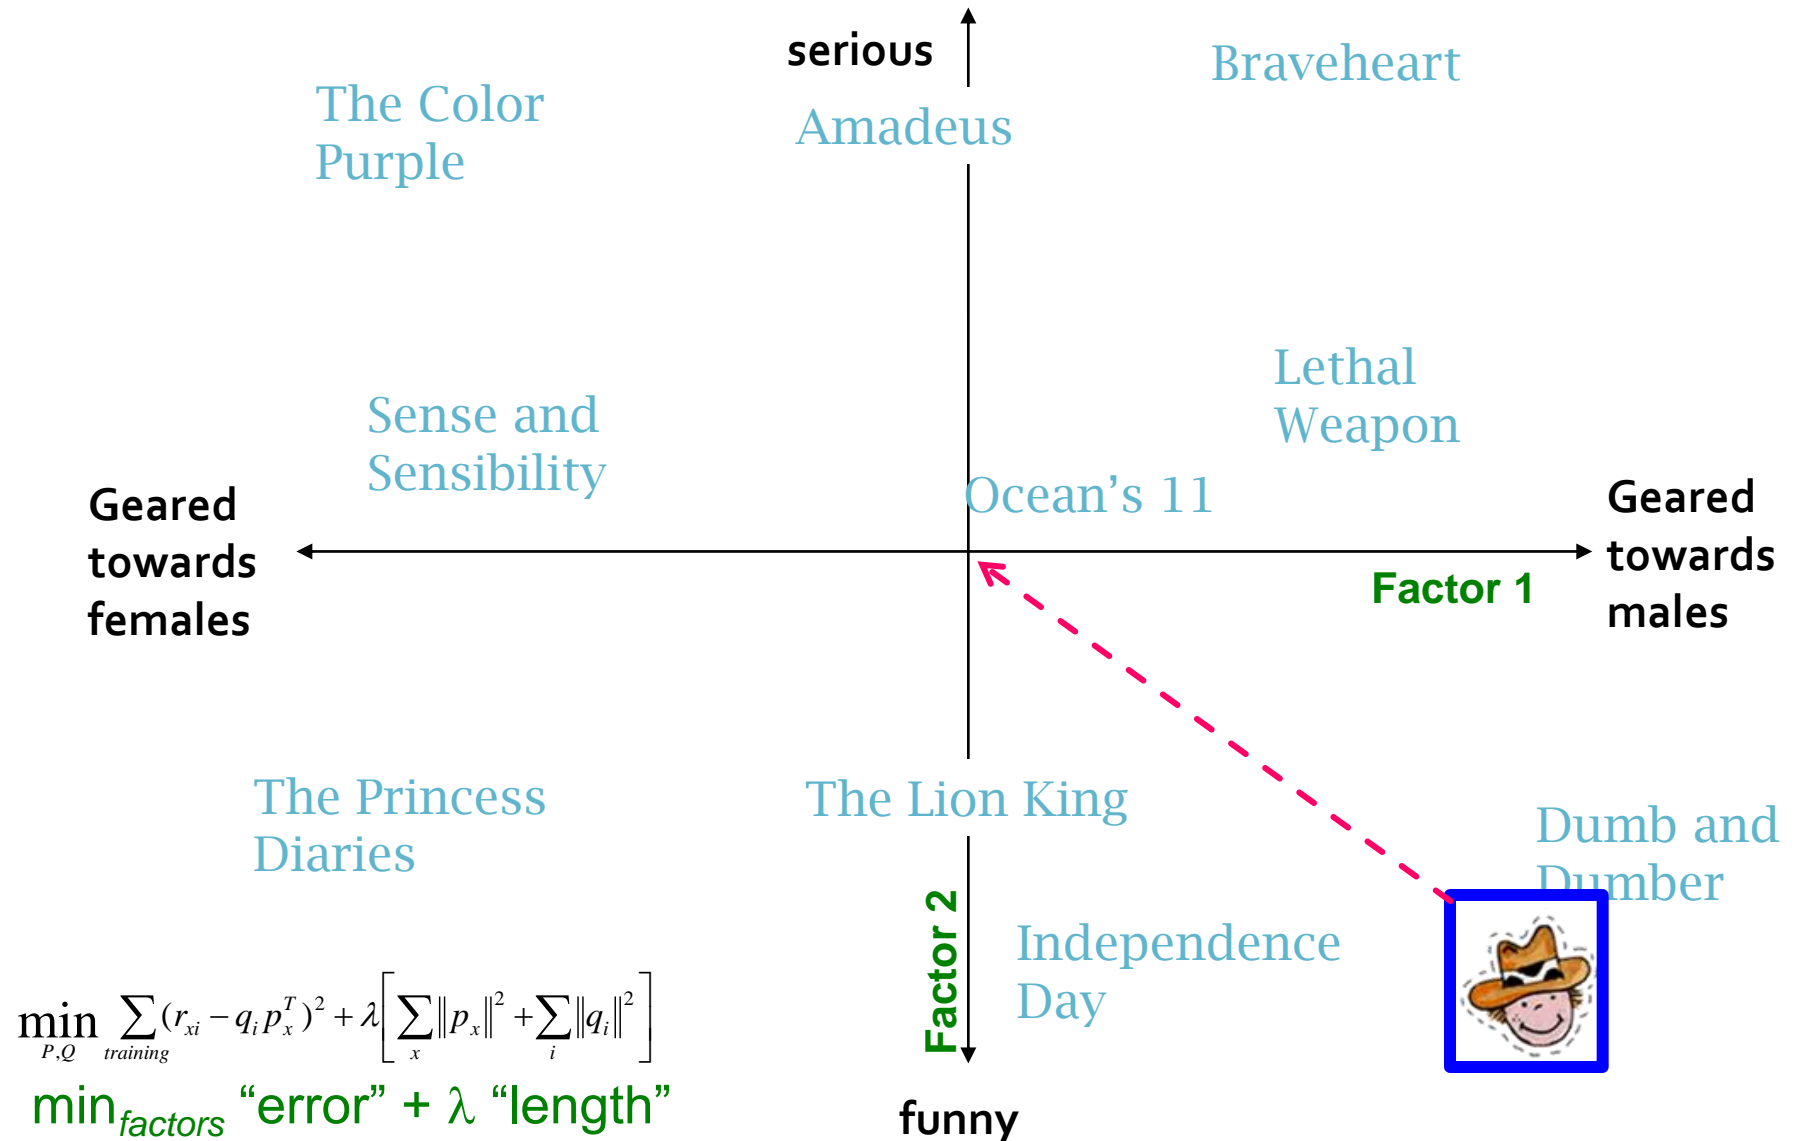 serious
Braveheart
The Color
Purple
Amadeus
Lethal
Weapon
Sense and
Sensibility
Ocean’s 11
Geared
towards
females
Geared
towards
males
Factor 1
The Princess
Diaries
The Lion King
Dumb and
Dumber
Factor 2
Independence
Day
min_{P,Q} ∑_{training} (r_{xi} − q_i p_x^T)^2 + λ[∑_x ‖p_x‖^2 + ∑_i ‖q_i‖^2]
min_{factors} “error” + λ “length”
funny